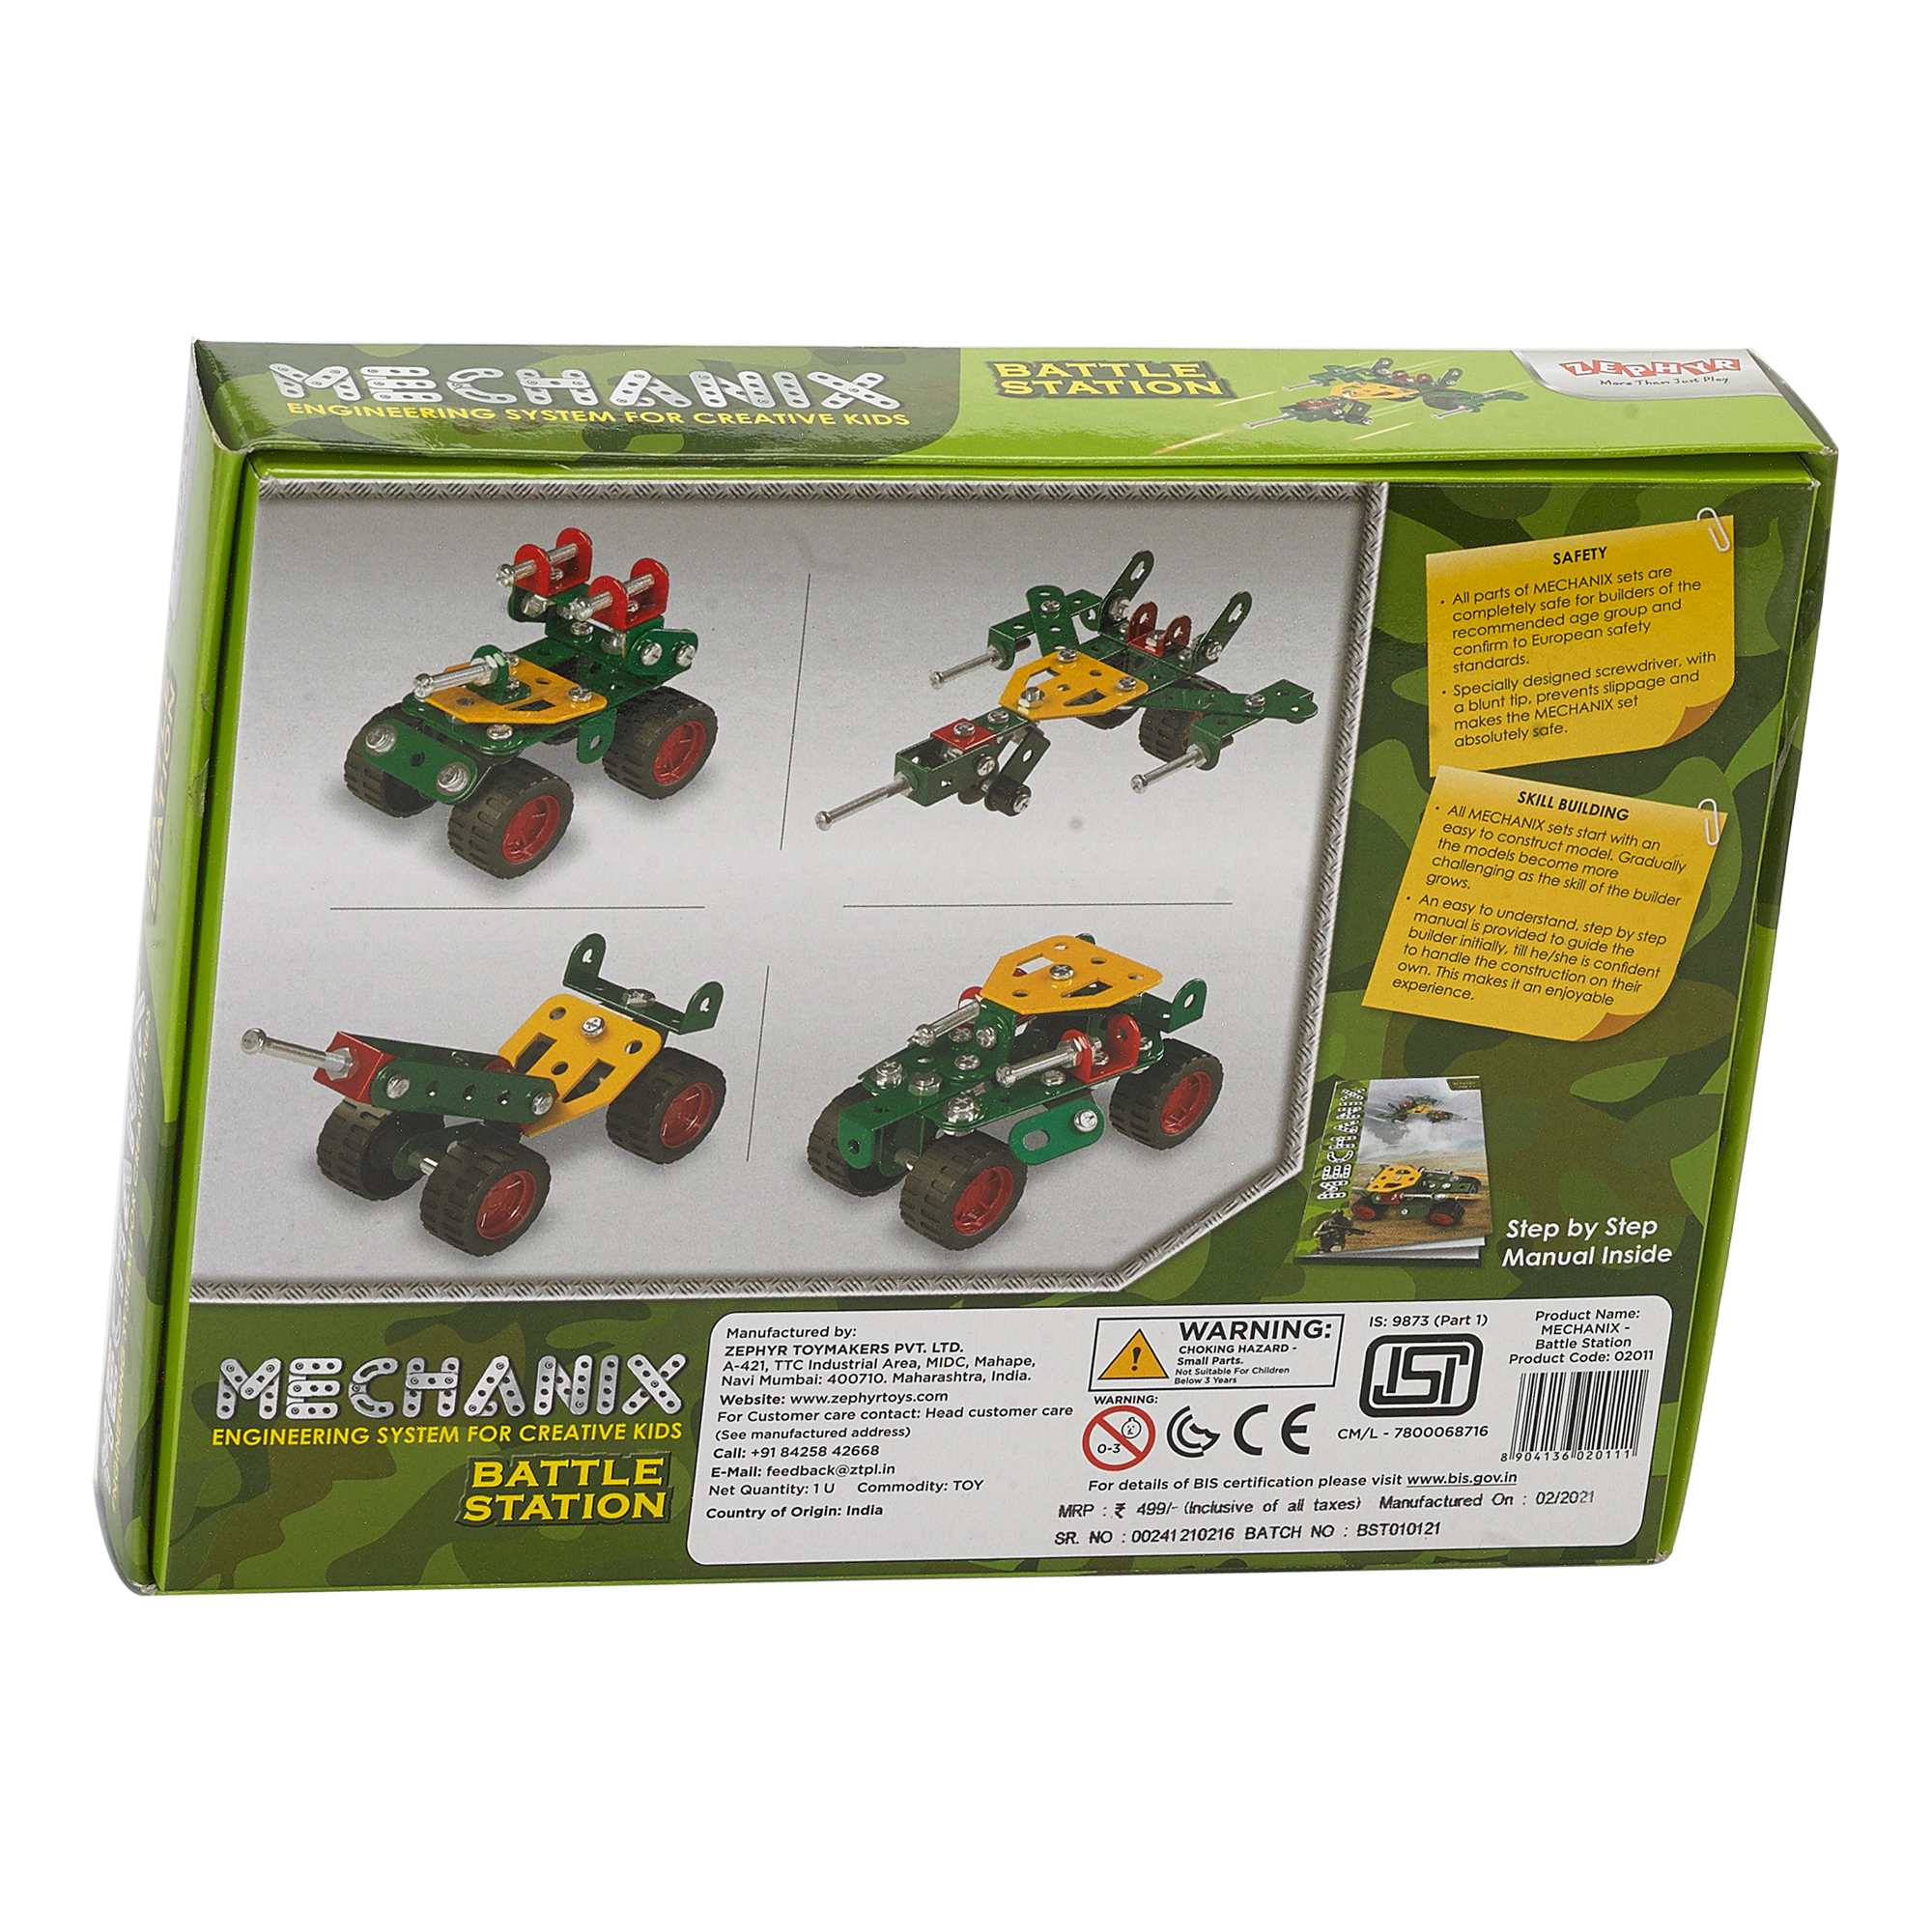 MECHANIX
ENGINEERING SYSTEM FOR CREATIVE KIDS
BATTLE
STATION
ZEPHYR
More Than Just Play
SAFETY
• All parts of MECHANIX sets are
completely safe for builders of the
recommended age group and
confirm to European safety
standards.
• Specially designed screwdriver, with
a blunt tip, prevents slippage and
makes the MECHANIX set
absolutely safe.
SKILL BUILDING
• All MECHANIX sets start with an
easy to construct model. Gradually
the models become more
challenging as the skill of the builder
grows.
• An easy to understand, step by step
manual is provided to guide the
builder initially, till he/she is confident
to handle the construction on their
own. This makes it an enjoyable
experience.
MECHANIX
Step by Step
Manual Inside
STATION
MECHANIX
ENGINEERING SYSTEM FOR CREATIVE KIDS
BATTLE
STATION
Manufactured by:
ZEPHYR TOYMAKERS PVT. LTD.
A-421, TTC Industrial Area, MIDC, Mahape,
Navi Mumbai: 400710. Maharashtra, India.
Website: www.zephyrtoys.com
For Customer care contact: Head customer care
(See manufactured address)
Call: +91 84258 42668
E-Mail: feedback@ztpl.in
Net Quantity: 1 U Commodity: TOY
Country of Origin: India
WARNING:
CHOKING HAZARD -
Small Parts.
Not Suitable For Children
Below 3 Years
WARNING:
0-3
CE
IS: 9873 (Part 1)
ISI
CM/L - 7800068716
Product Name:
MECHANIX -
Battle Station
Product Code: 02011
8 904136 020111
For details of BIS certification please visit www.bis.gov.in
MRP : ₹ 499/- (Inclusive of all taxes) Manufactured On : 02/2021
SR. NO : 00241210216 BATCH NO : BST010121